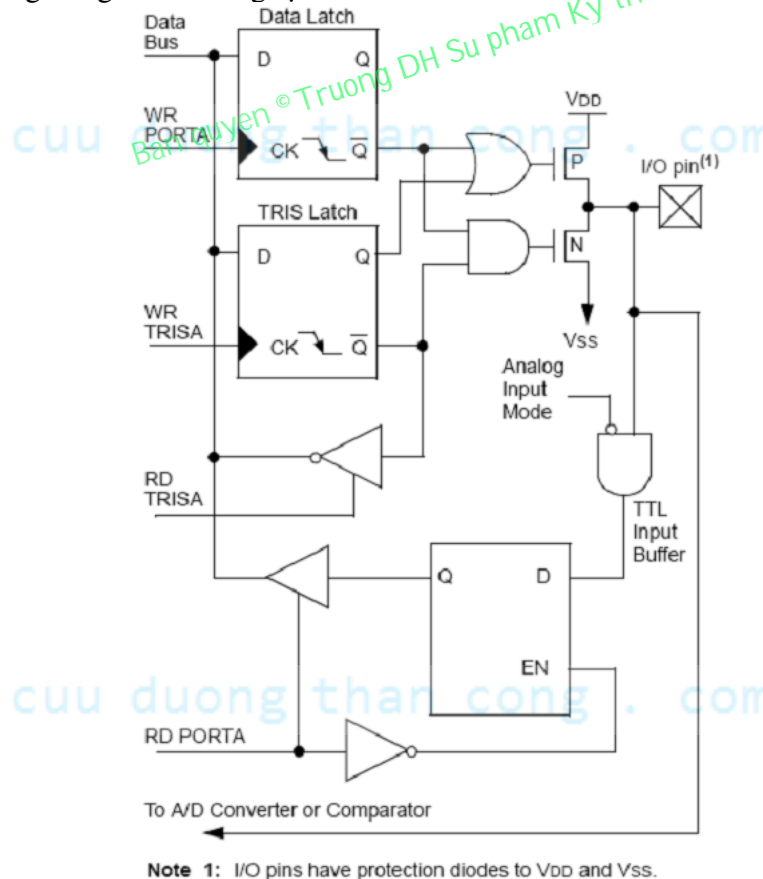 Data Latch
Data
Bus
D
Q
Ban quyen © Truong DH Su pham Ky th
cuu duong than cong . com
WR
PORTA
CK
Q̅
VDD
P
I/O pin(1)
TRIS Latch
D
Q
N
WR
TRISA
CK
Q̅
VSS
Analog
Input
Mode
RD
TRISA
TTL
Input
Buffer
Q
D
EN
cuu duong than cong . com
RD PORTA
To A/D Converter or Comparator
Note 1: I/O pins have protection diodes to VDD and VSS.